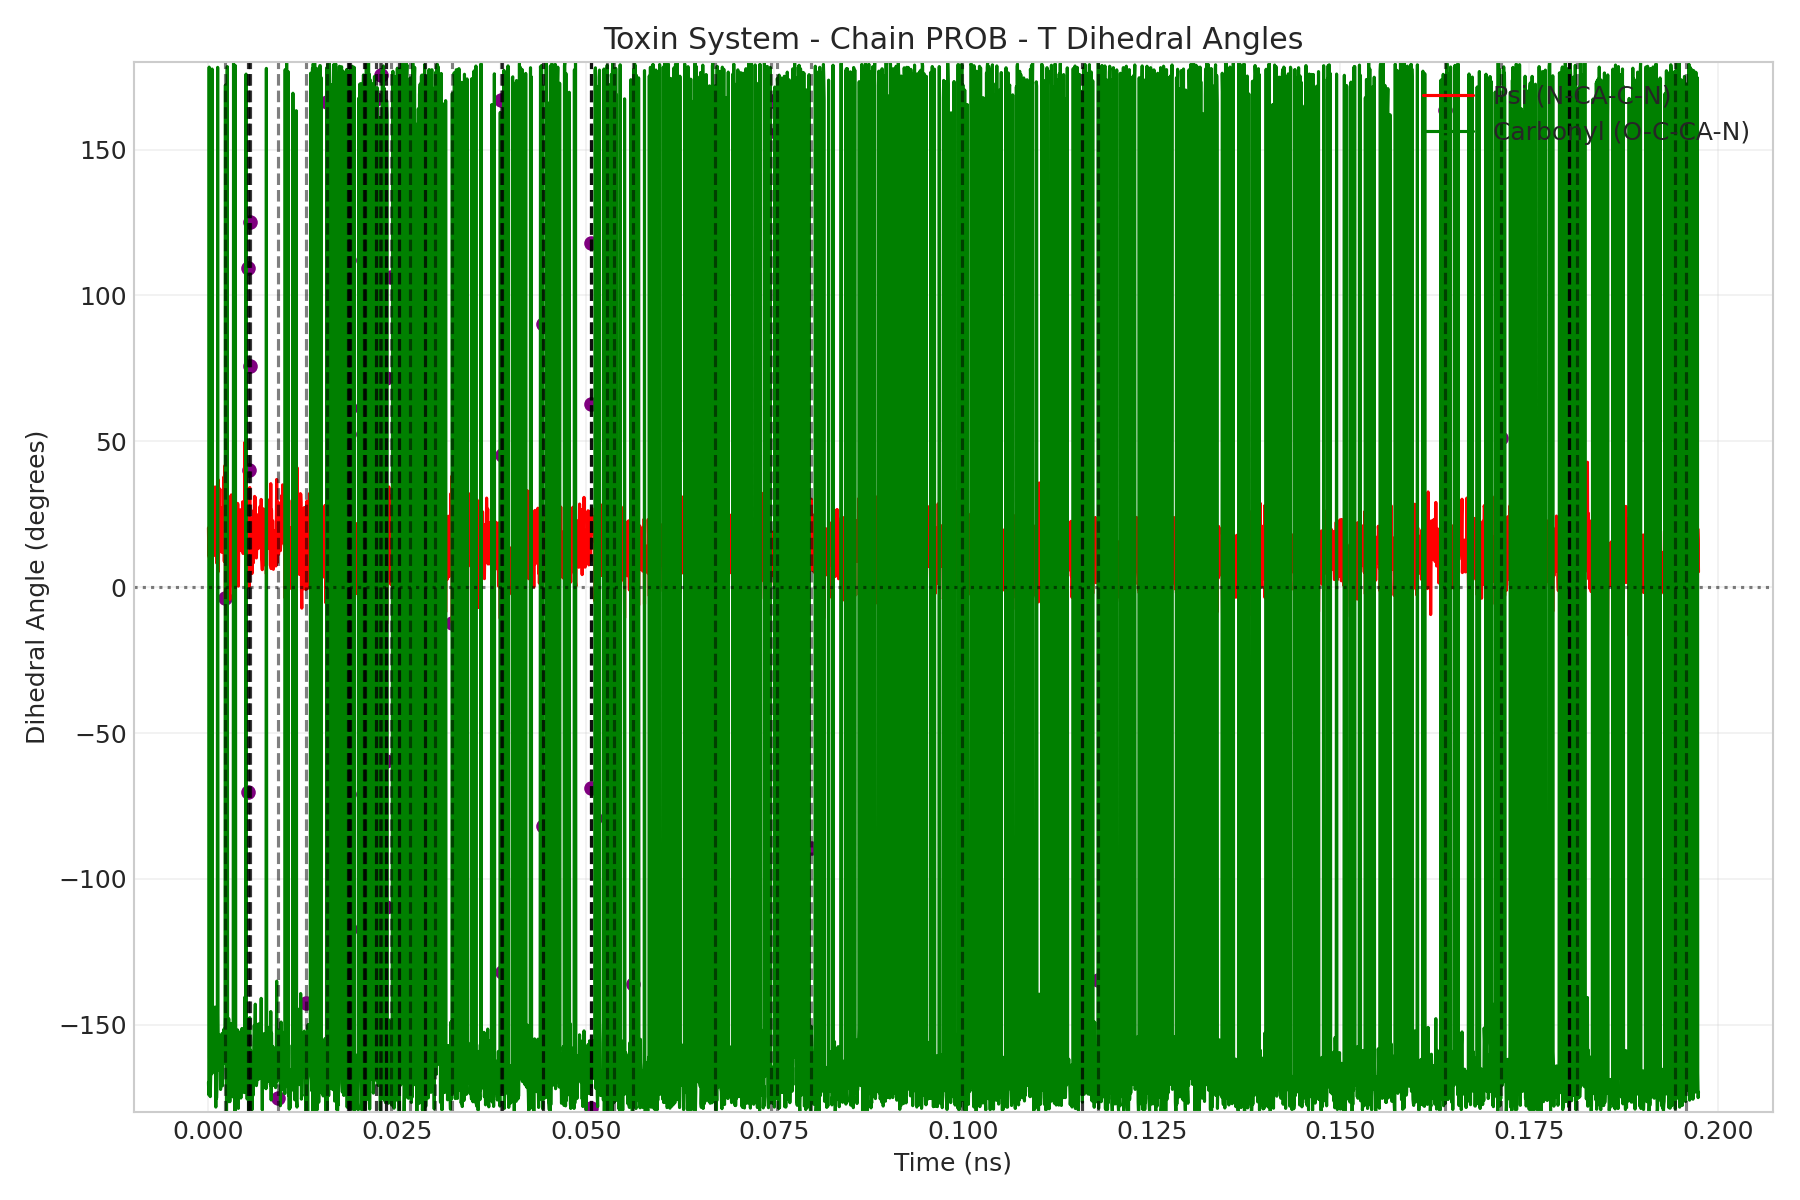 Toxin System - Chain PROB - T Dihedral Angles
Psi (N-CA-C-N)
Carbonyl (O-C-CA-N)
150
100
50
0
−50
−100
−150
Dihedral Angle (degrees)
0.000 0.025 0.050 0.075 0.100 0.125 0.150 0.175 0.200
Time (ns)